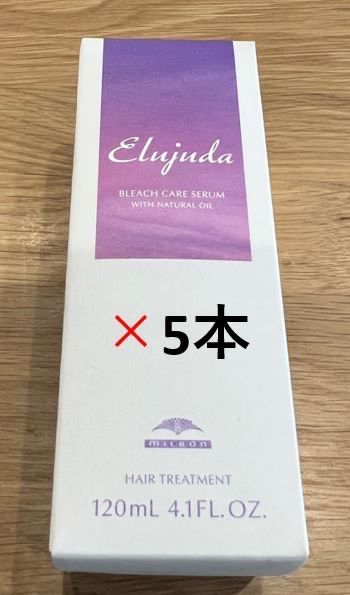 Elujuda
BLEACH CARE SERUM
WITH NATURAL OIL
× 5本
MILBON
HAIR TREATMENT
120mL 4.1FL.OZ.